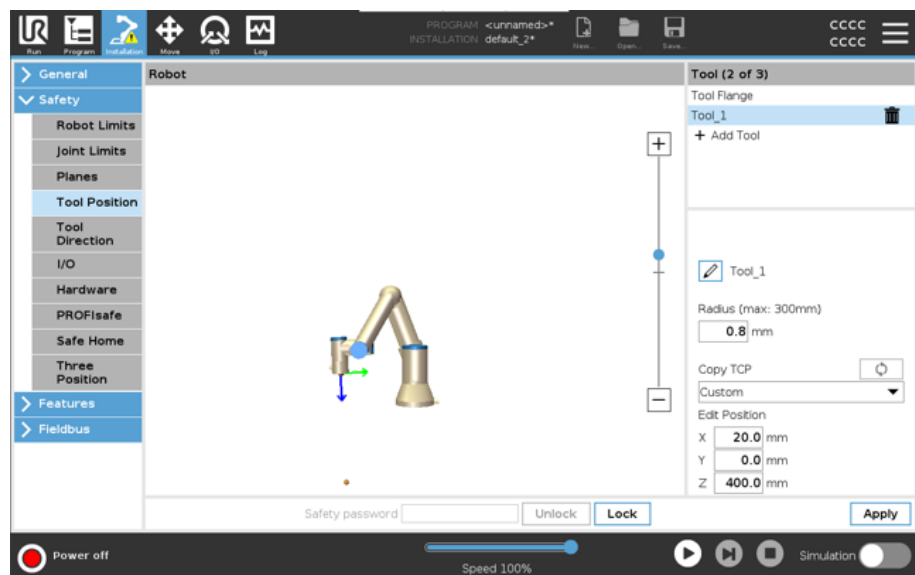 UR
Run
Program
Installation
Move
I/O
Log
PROGRAM <unnamed>*
INSTALLATION default_2*
New...
Open...
Save...
cccc
cccc
General
Safety
Robot Limits
Joint Limits
Planes
Tool Position
Tool
Direction
I/O
Hardware
PROFIsafe
Safe Home
Three
Position
Features
Fieldbus
Robot
+
−
Tool (2 of 3)
Tool Flange
Tool_1
+ Add Tool
Tool_1
Radius (max: 300mm)
0.8 mm
Copy TCP
Custom
Edit Position
X 20.0 mm
Y 0.0 mm
Z 400.0 mm
Safety password
Unlock
Lock
Apply
Power off
Speed 100%
Simulation